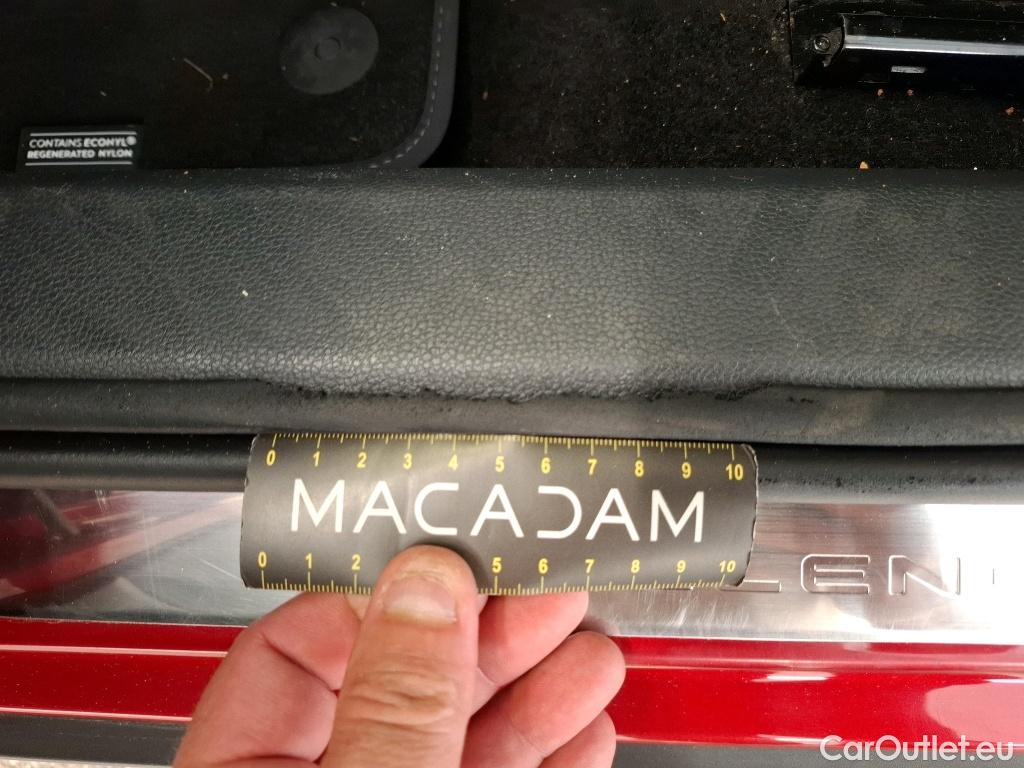 CONTAINS ECONYL®
REGENERATED NYLON
0 1 2 3 4 5 6 7 8 9 10
MACADAM
0 1 2 5 6 7 8 9 10
LEN
CarOutlet.eu